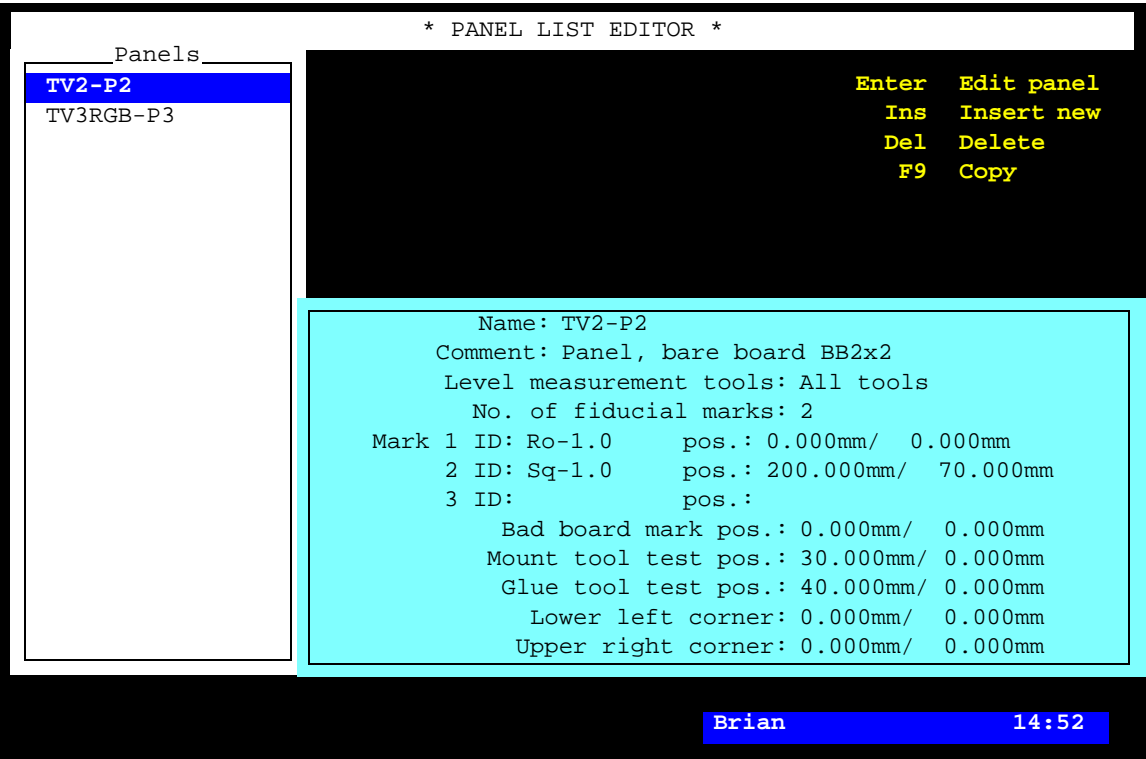 * PANEL LIST EDITOR *
Panels
TV2-P2
TV3RGB-P3
Enter Edit panel
Ins Insert new
Del Delete
F9 Copy
Name: TV2-P2
Comment: Panel, bare board BB2x2
Level measurement tools: All tools
No. of fiducial marks: 2
Mark 1 ID: Ro-1.0 pos.: 0.000mm/ 0.000mm
2 ID: Sq-1.0 pos.: 200.000mm/ 70.000mm
3 ID: pos.:
Bad board mark pos.: 0.000mm/ 0.000mm
Mount tool test pos.: 30.000mm/ 0.000mm
Glue tool test pos.: 40.000mm/ 0.000mm
Lower left corner: 0.000mm/ 0.000mm
Upper right corner: 0.000mm/ 0.000mm
Brian 14:52